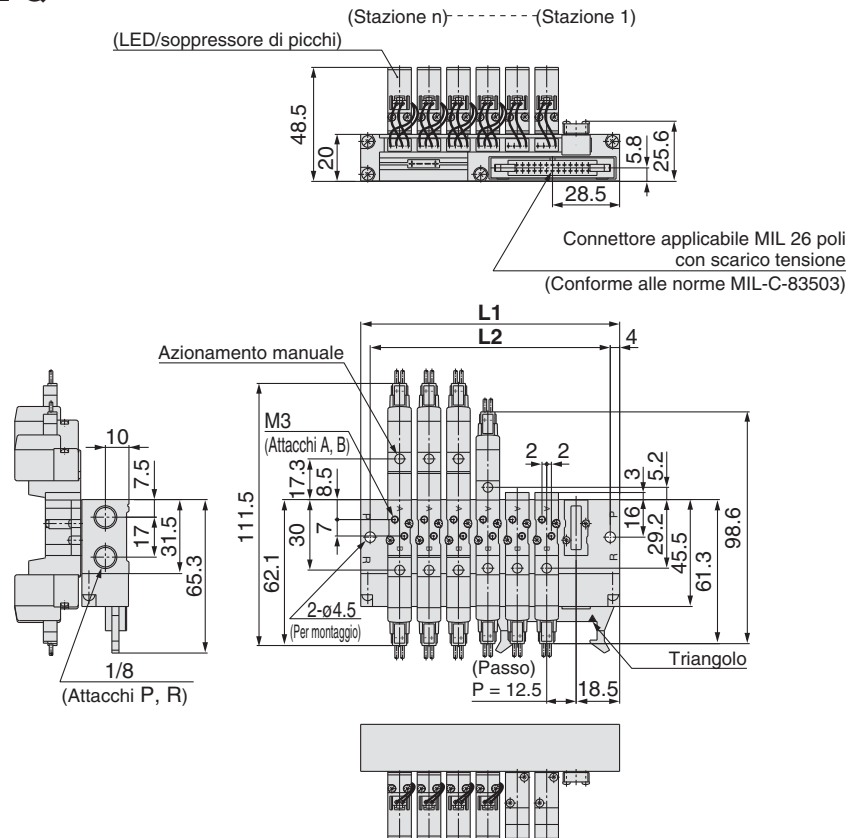 (Stazione n) (Stazione 1)
(LED/soppressore di picchi)
48.5
20
5.8
25.6
28.5
Connettore applicabile MIL 26 poli
con scarico tensione
(Conforme alle norme MIL-C-83503)
L1
L2
4
Azionamento manuale
M3
(Attacchi A, B)
10
7.5
17
31.5
65.3
1/8
(Attacchi P, R)
111.5
62.1
17.3
8.5
30
7
2-ø4.5
(Per montaggio)
2 2
3
5.2
16
29.2
45.5
61.3
98.6
A A A A A A
B B B B B B
P P
R R
Triangolo
(Passo)
P = 12.5
18.5